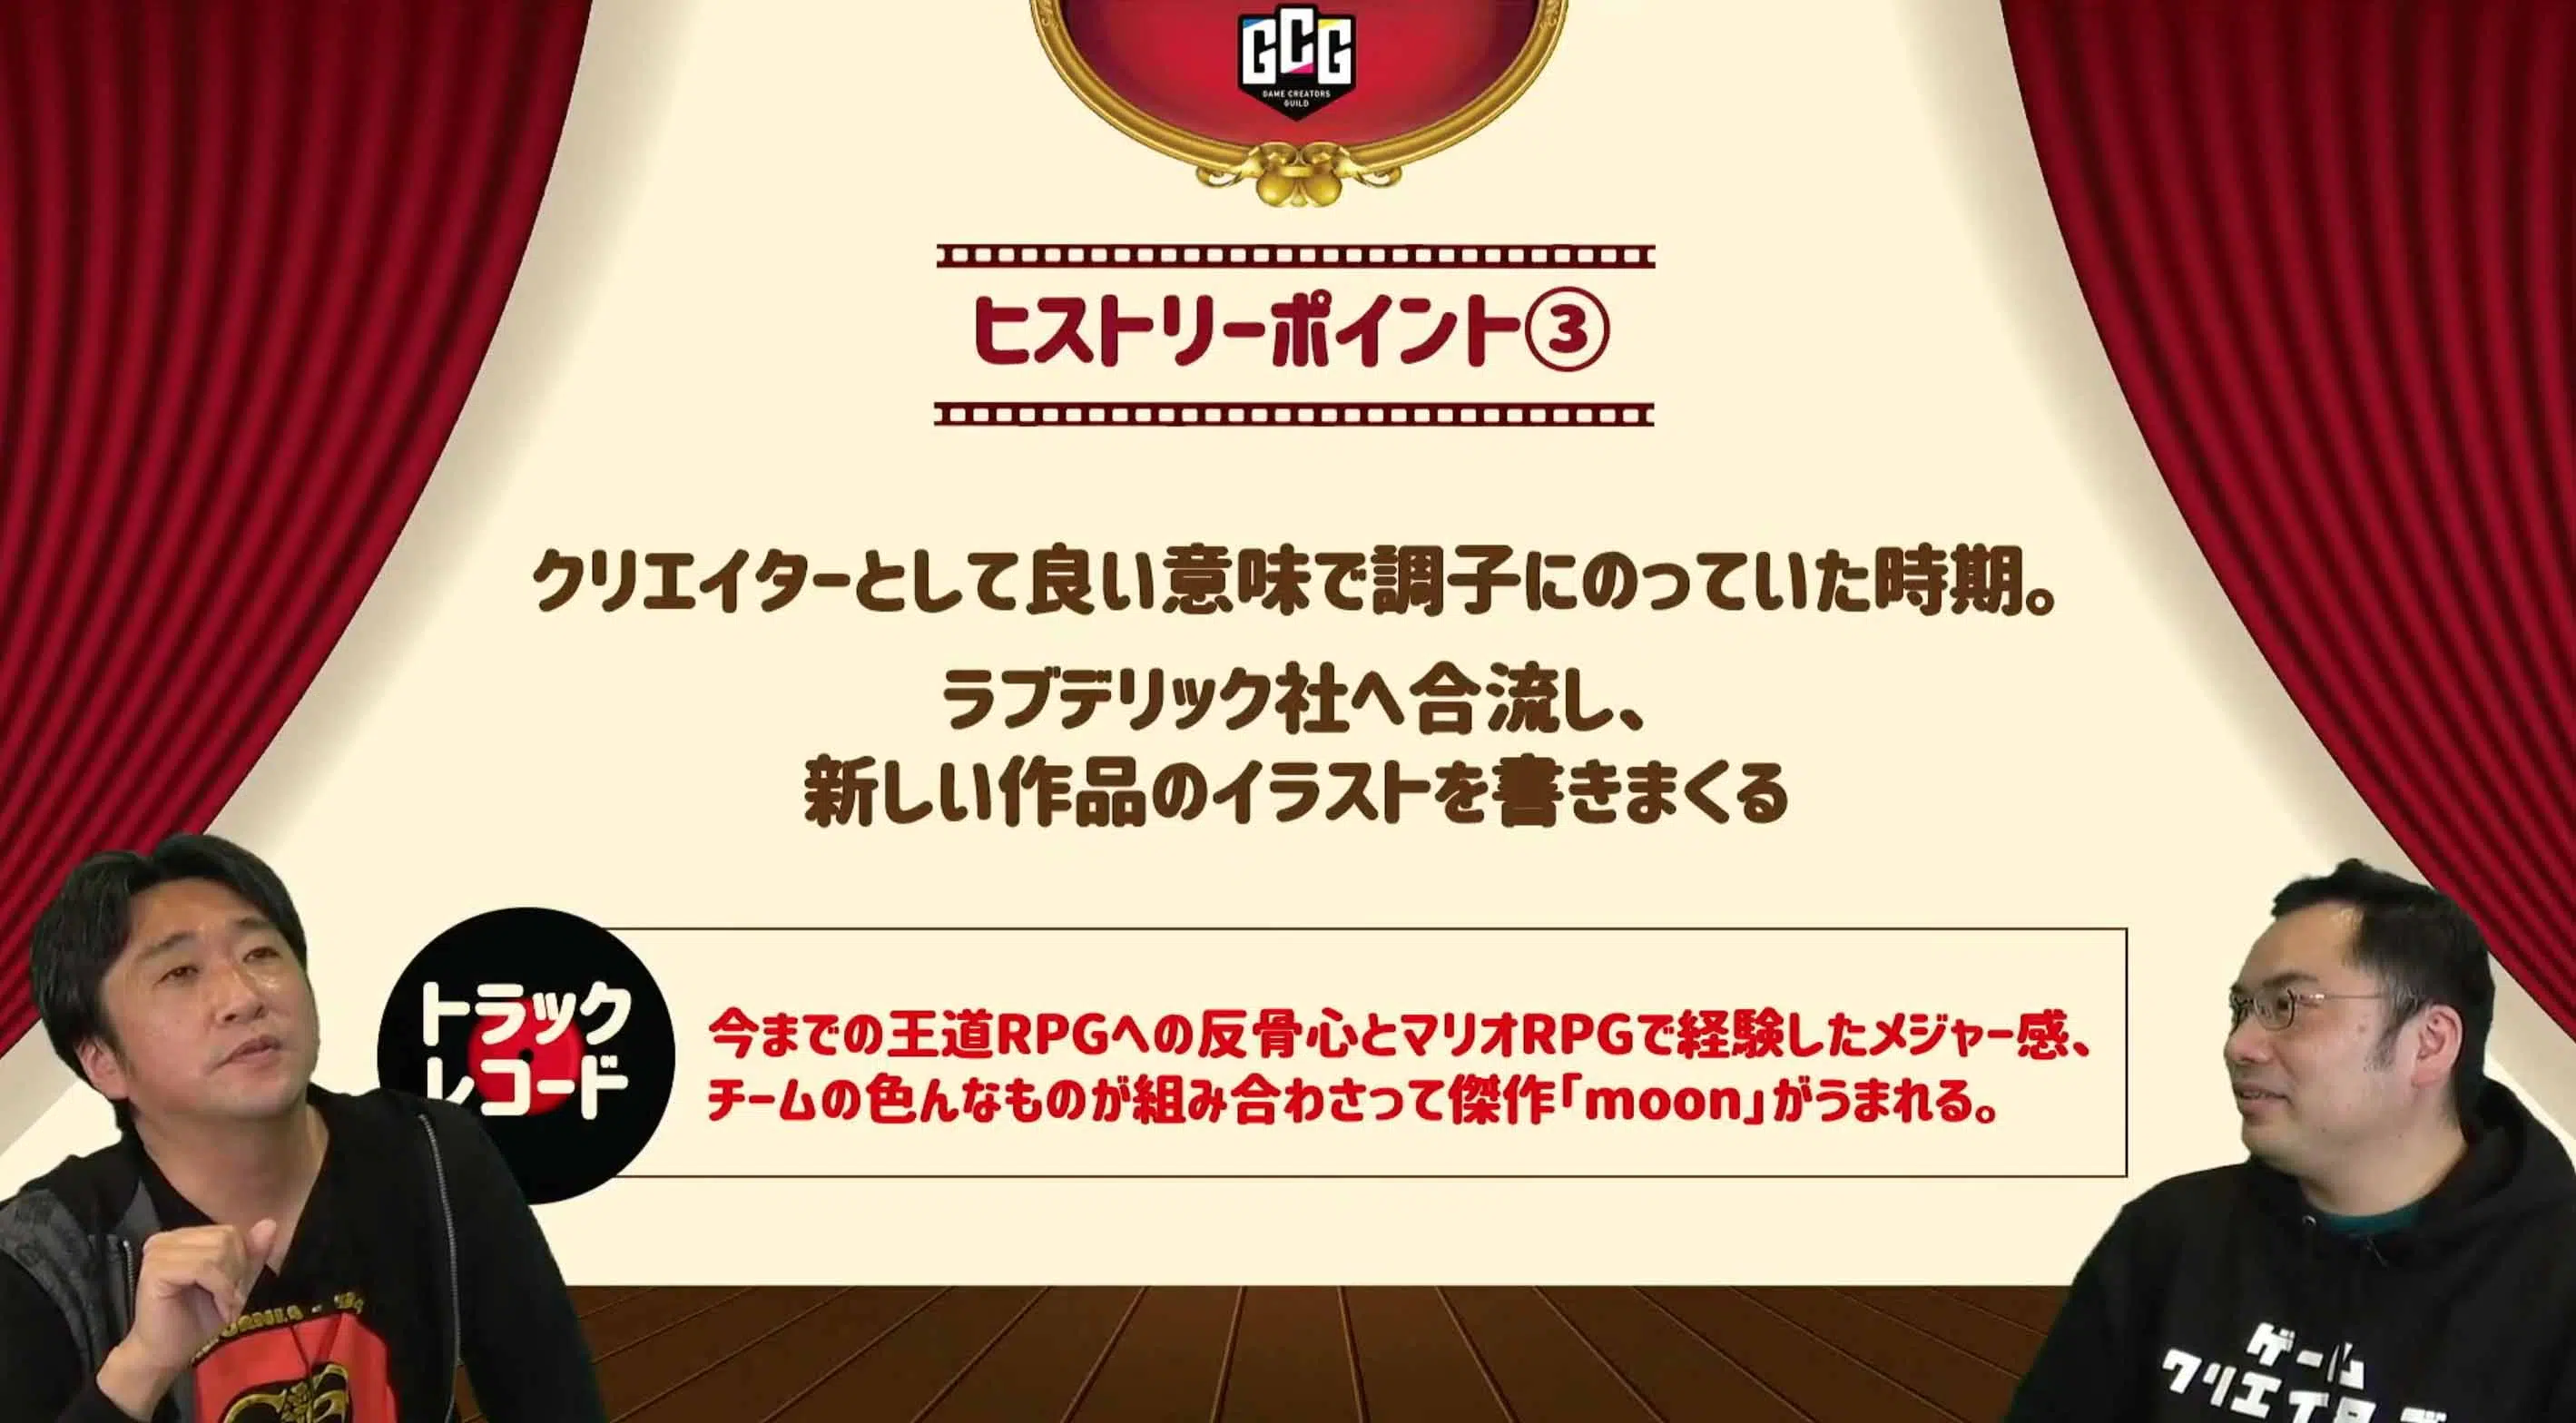 GCG
GAME CREATORS
GUILD
ヒストリーポイント③
クリエイターとして良い意味で調子にのっていた時期。
ラブデリック社へ合流し、
新しい作品のイラストを書きまくる
トラック
レコード
今までの王道RPGへの反骨心とマリオRPGで経験したメジャー感、
チームの色んなものが組み合わさって傑作「moon」がうまれる。
ゲーム